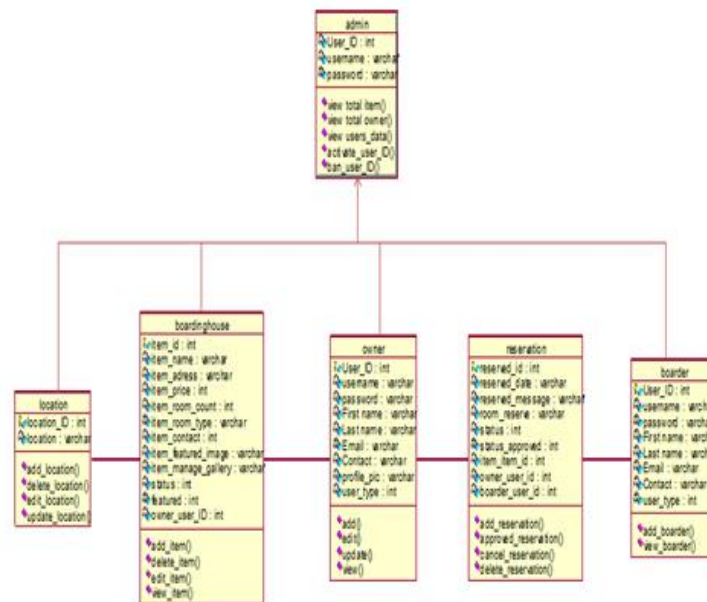 admin
User_ID : int
username : varchar
password : varchar
view total item()
view total owner()
view users_data()
activate_user_ID()
ban_user_ID()
location
location_ID : int
location : varchar
add_location()
delete_location()
edit_location()
update_location()
boardinghouse
item_id : int
item_name : varchar
item_adress : varchar
item_price : int
item_room_count : int
item_room_type : varchar
item_contact : int
item_featured_image : varchar
item_manage_gallery : varchar
status : int
featured : int
owner_user_ID : int
add_item()
delete_item()
edit_item()
view_item()
owner
User_ID : int
username : varchar
password : varchar
First name : varchar
Last name : varchar
Email : varchar
Contact : varchar
profile_pic : varchar
user_type : int
add()
edit()
update()
view()
reservation
reserved_id : int
reserved_date : varchar
reserved_message : varchar
room_reserve : varchar
status : int
status_approved : int
item_item_id : int
owner_user_id : int
boarder_user_id : int
add_reservation()
approved_reservation()
cancel_reservation()
delete_reservation()
boarder
User_ID : int
username : varchar
password : varchar
First name : varchar
Last name : varchar
Email : varchar
Contact : varchar
user_type : int
add_boarder()
view_boarder()